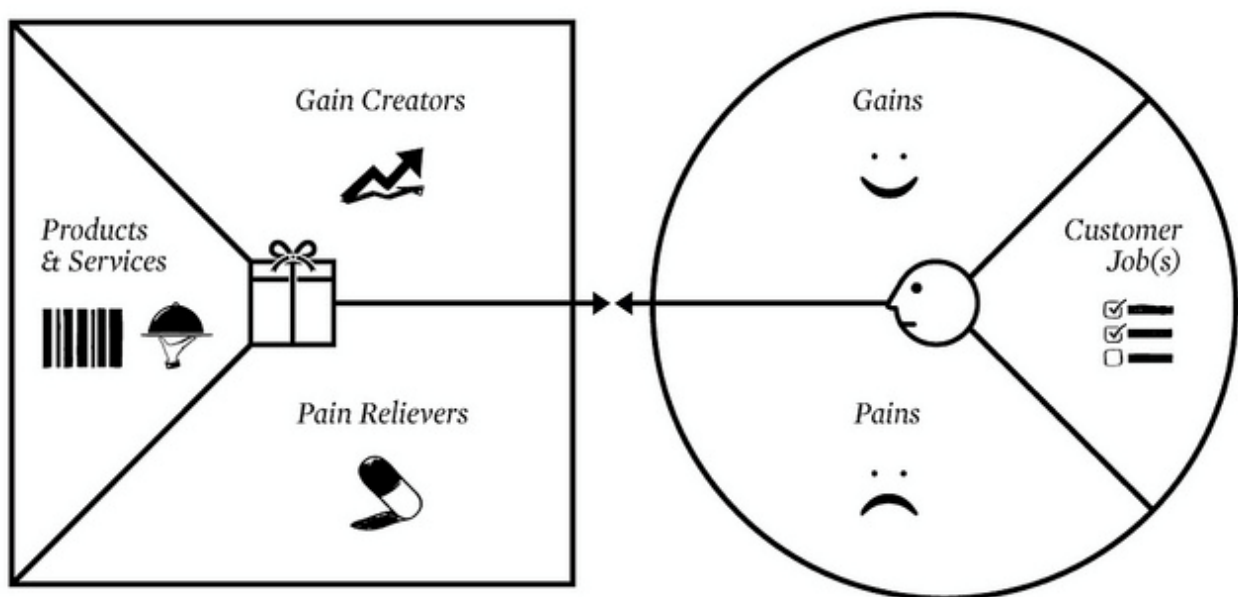 Gain Creators
Gains
Products
& Services
Customer
Job(s)
Pain Relievers
Pains